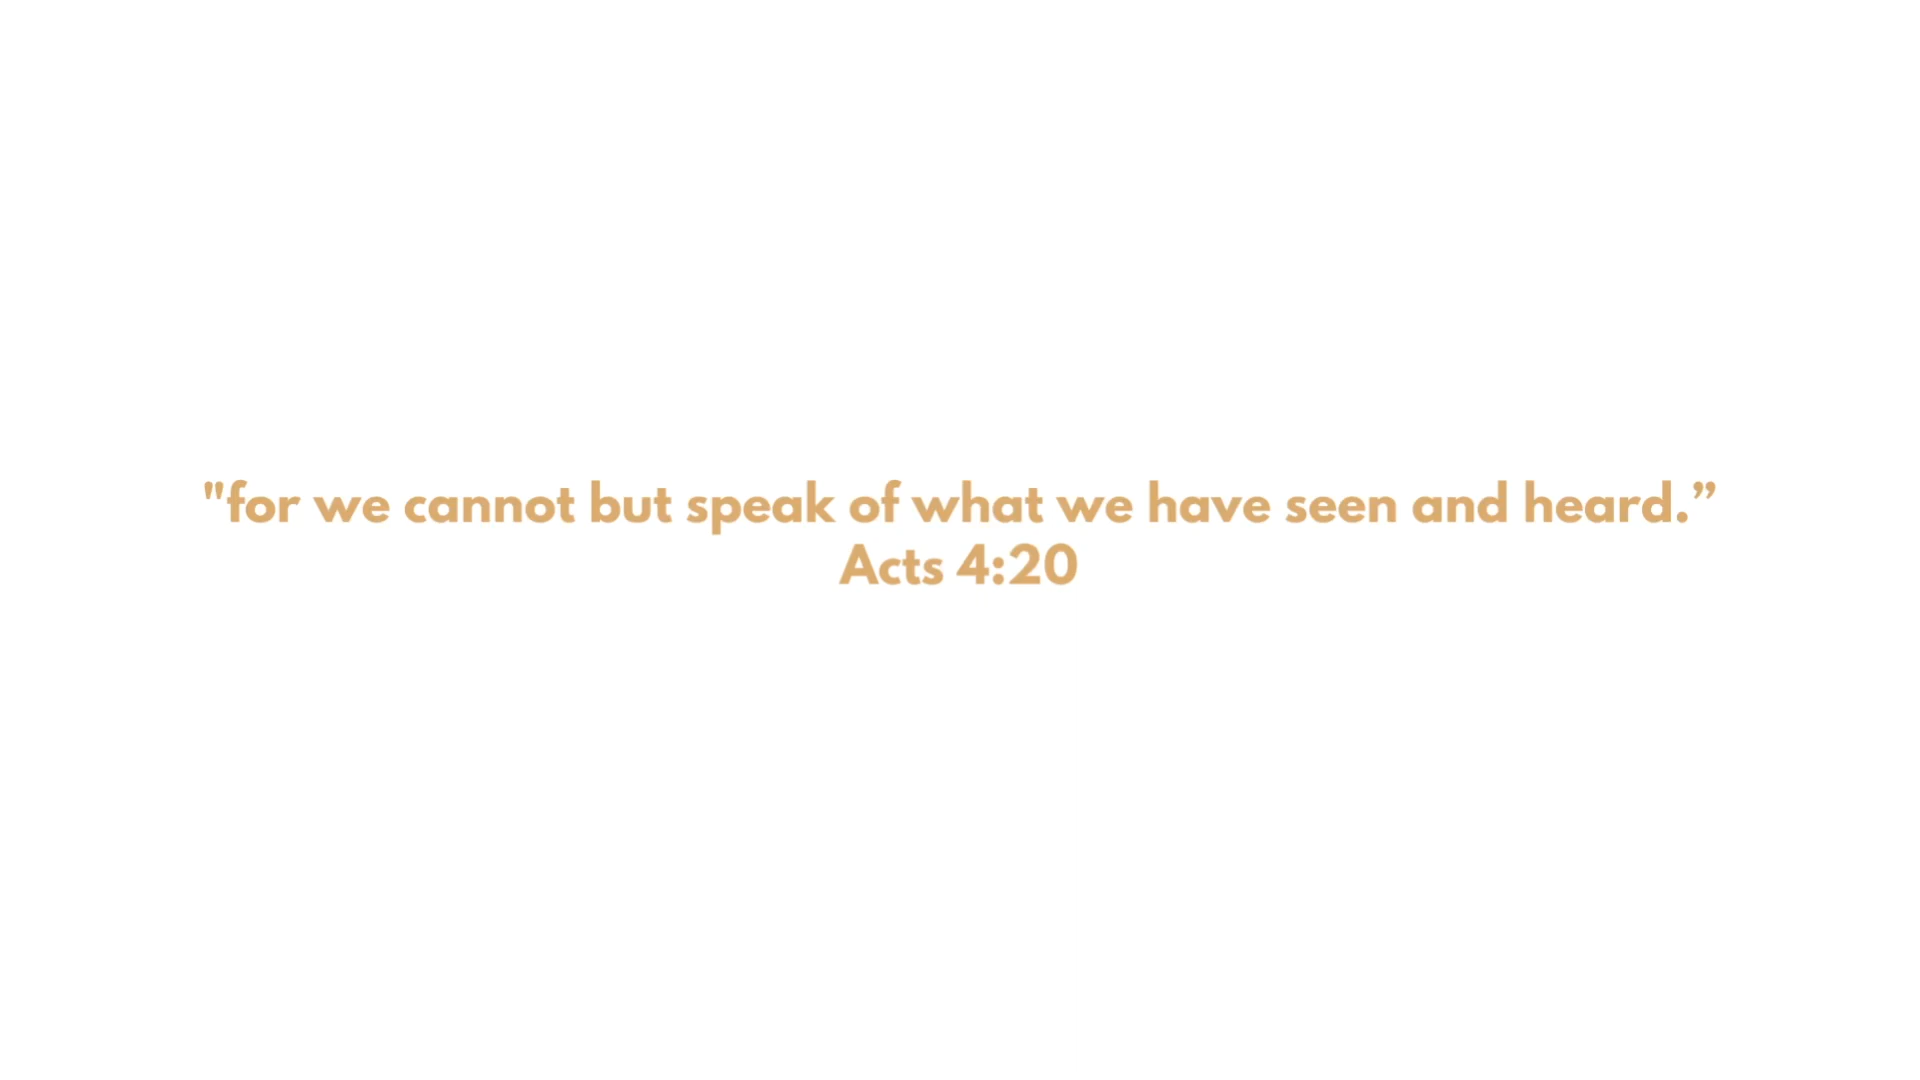 "for we cannot but speak of what we have seen and heard.”
Acts 4:20